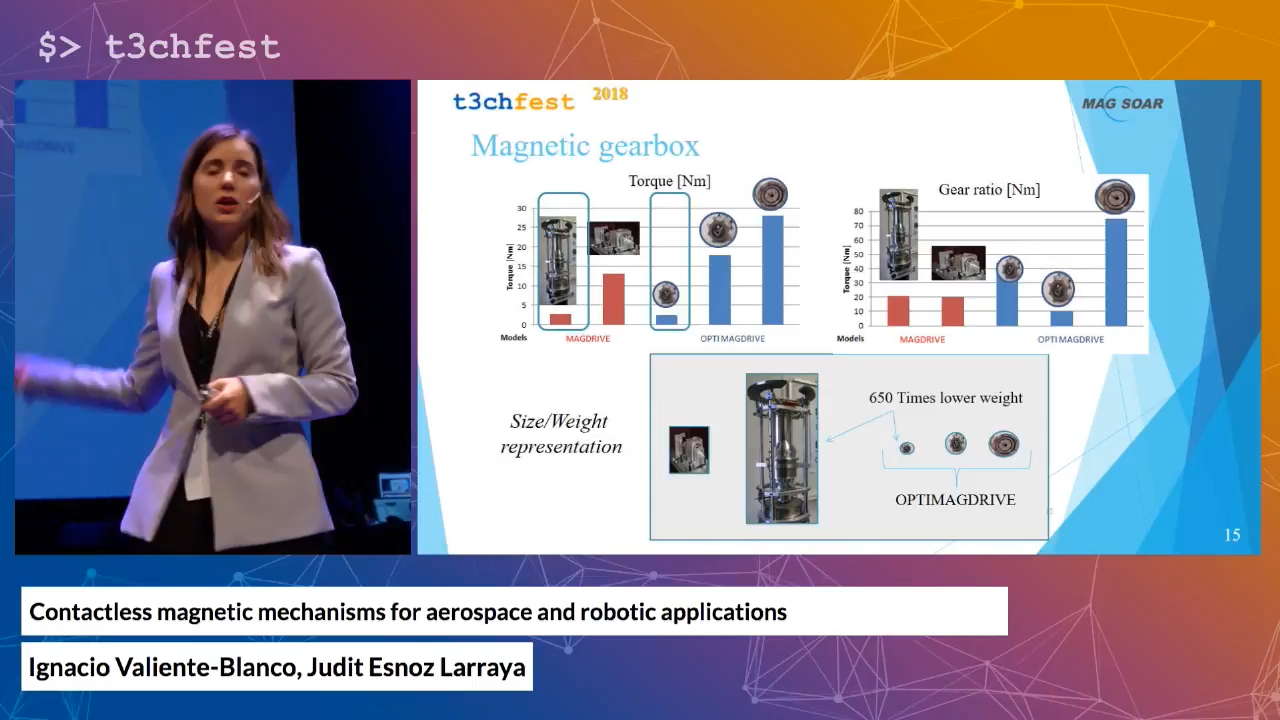 $> t3chfest
t3chfest 2018
MAG SOAR
Magnetic gearbox
Torque [Nm]
30
25
20
15
10
5
0
Torque [Nm]
Models
MAGDRIVE
OPTIMAGDRIVE
Gear ratio [Nm]
80
70
60
50
40
30
20
10
0
Torque [Nm]
Models
MAGDRIVE
OPTIMAGDRIVE
Size/Weight
representation
650 Times lower weight
OPTIMAGDRIVE
15
Contactless magnetic mechanisms for aerospace and robotic applications
Ignacio Valiente-Blanco, Judit Esnoz Larraya